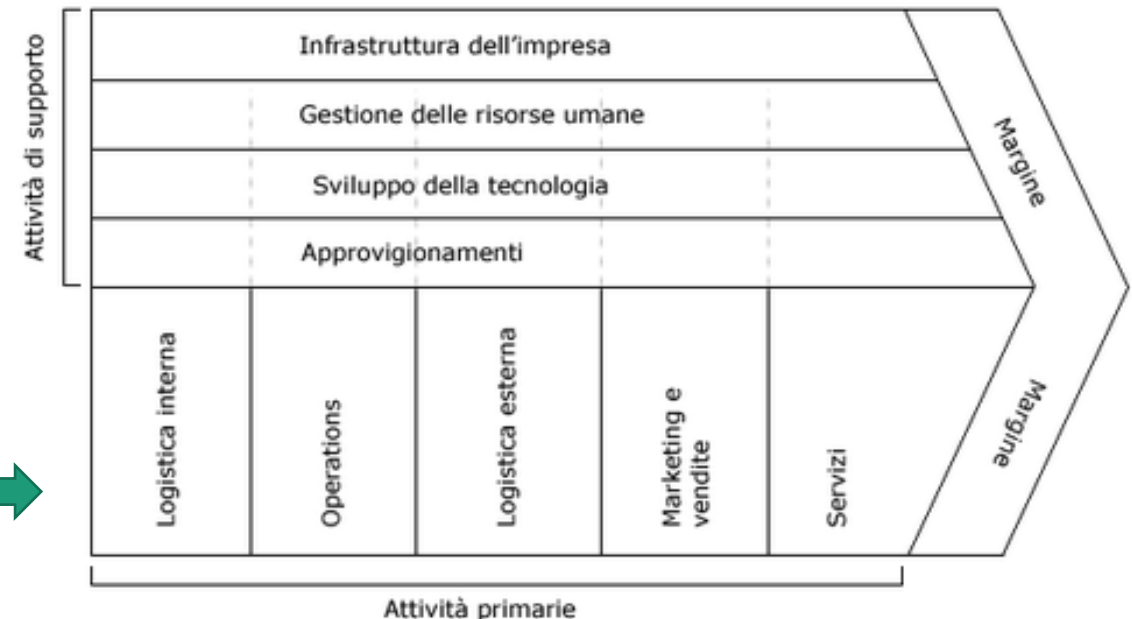 Attività di supporto
Infrastruttura dell'impresa
Gestione delle risorse umane
Sviluppo della tecnologia
Approvigionamenti
Margine
Margine
Logistica interna
Operations
Logistica esterna
Marketing e
vendite
Servizi
Attività primarie